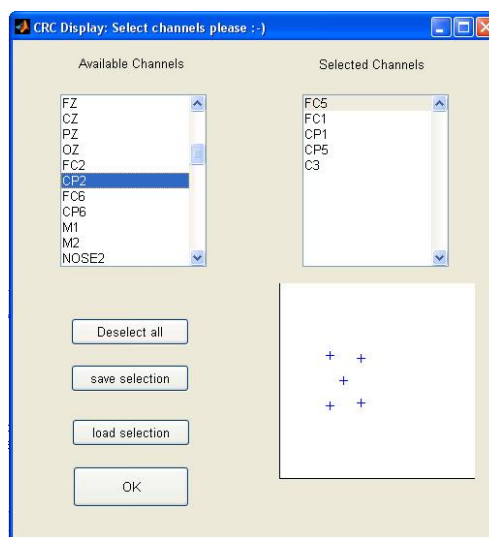 CRC Display: Select channels please :-)
Available Channels
FZ
CZ
PZ
OZ
FC2
CP2
FC6
CP6
M1
M2
NOSE2
Selected Channels
FC5
FC1
CP1
CP5
C3
Deselect all
save selection
load selection
OK